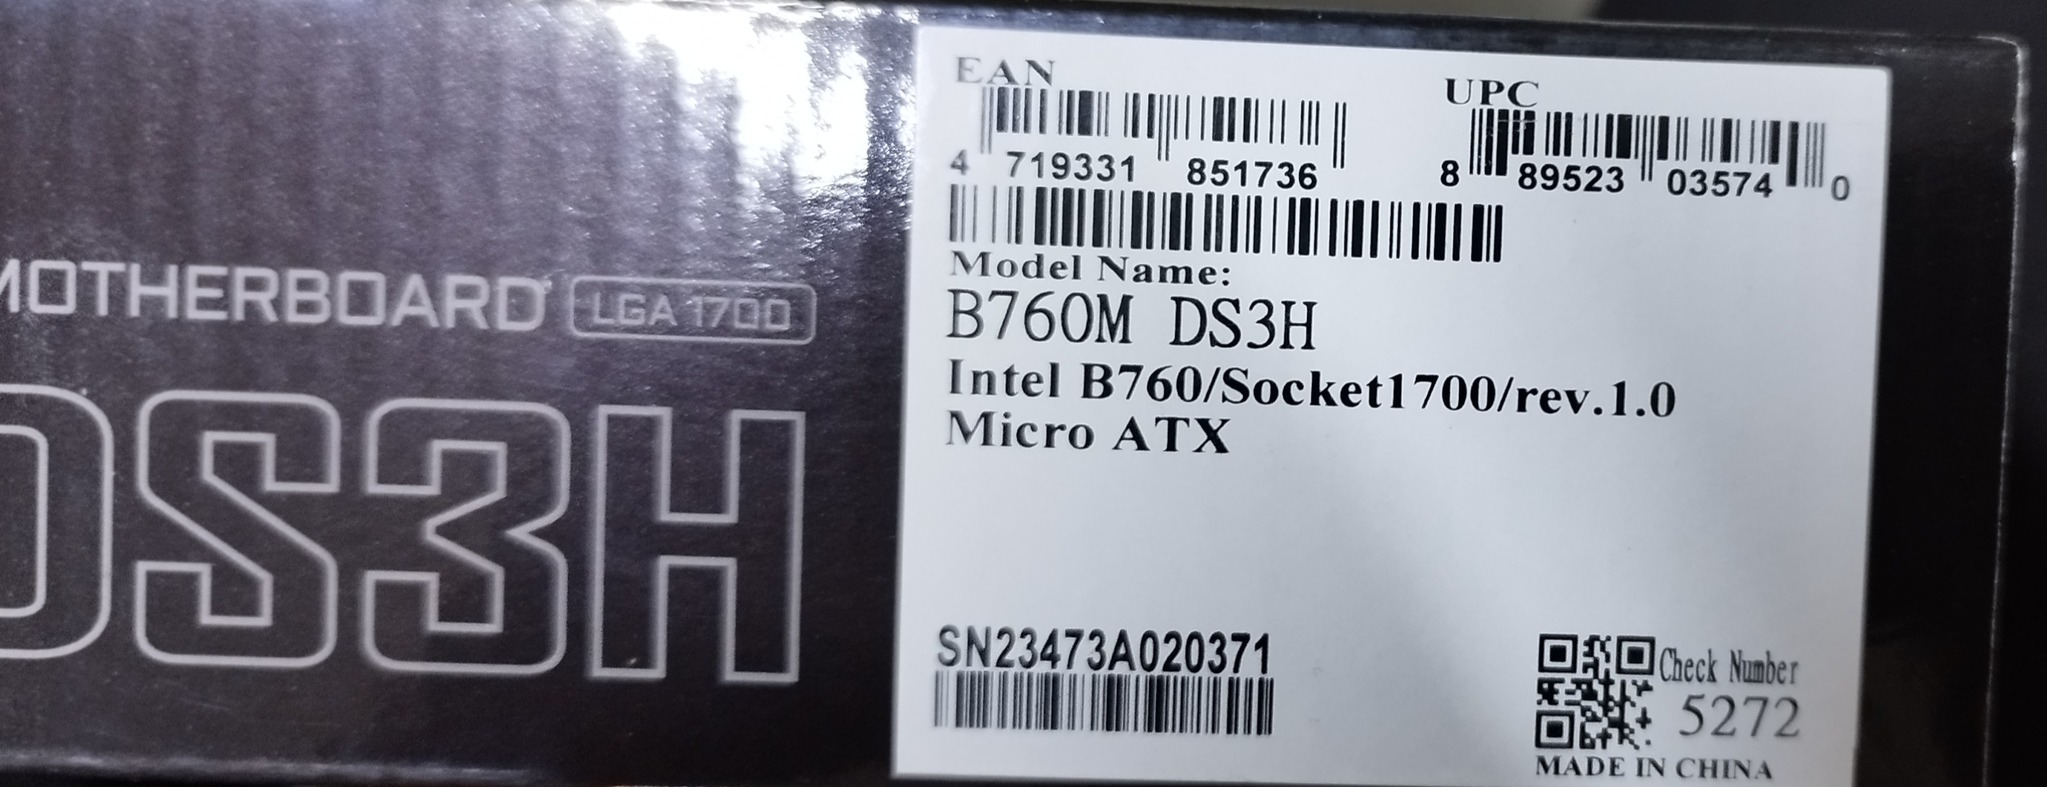 MOTHERBOARD LGA 1700
DS3H
EAN
4 719331 851736
UPC
8 89523 03574 0
Model Name:
B760M DS3H
Intel B760/Socket1700/rev.1.0
Micro ATX
SN23473A020371
Check Number
5272
MADE IN CHINA